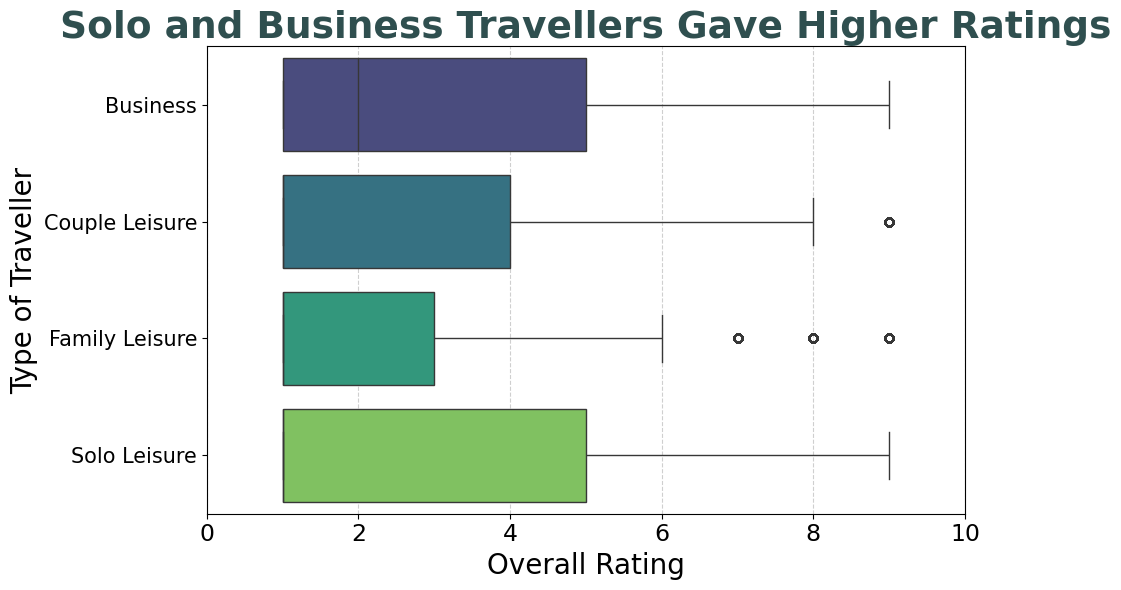 Solo and Business Travellers Gave Higher Ratings
Type of Traveller
Business
Couple Leisure
Family Leisure
Solo Leisure
0 2 4 6 8 10
Overall Rating